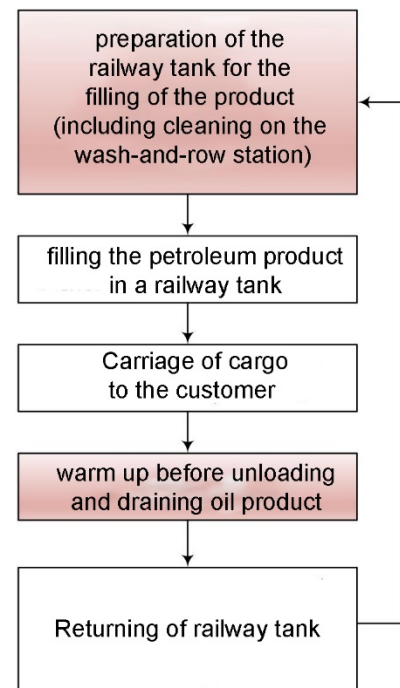 preparation of the
railway tank for the
filling of the product
(including cleaning on the
wash-and-row station)
filling the petroleum product
in a railway tank
Carriage of cargo
to the customer
warm up before unloading
and draining oil product
Returning of railway tank